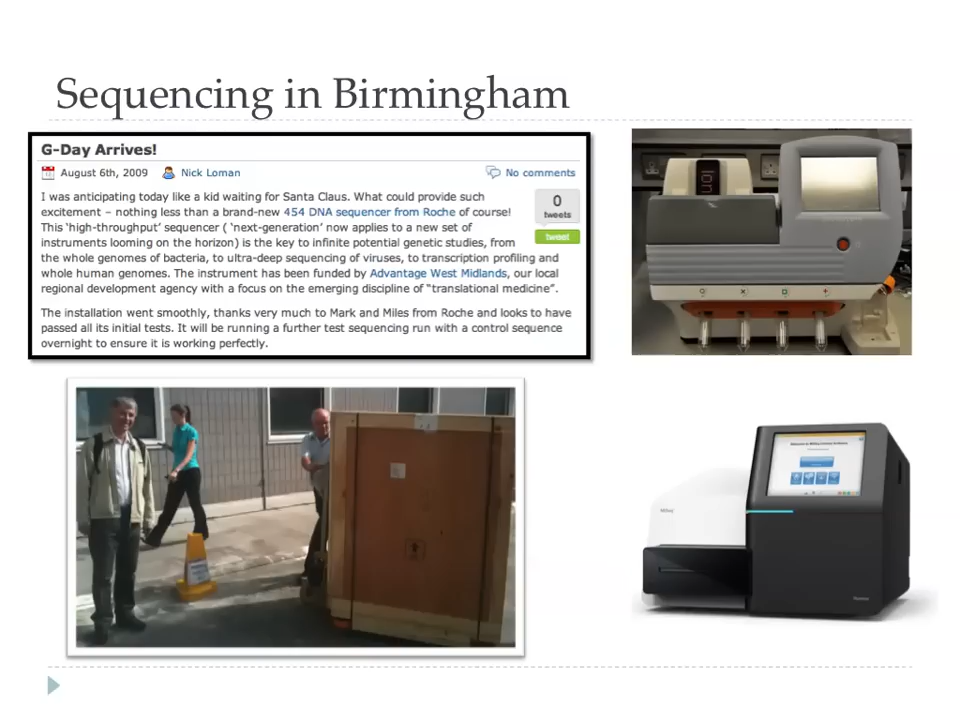 Sequencing in Birmingham
G-Day Arrives!
August 6th, 2009 Nick Loman No comments
I was anticipating today like a kid waiting for Santa Claus. What could provide such
excitement – nothing less than a brand-new 454 DNA sequencer from Roche of course!
This ‘high-throughput’ sequencer ( ‘next-generation’ now applies to a new set of
instruments looming on the horizon) is the key to infinite potential genetic studies, from
the whole genomes of bacteria, to ultra-deep sequencing of viruses, to transcription profiling and
whole human genomes. The instrument has been funded by Advantage West Midlands, our local
regional development agency with a focus on the emerging discipline of “translational medicine”.
0
tweets
Tweet
The installation went smoothly, thanks very much to Mark and Miles from Roche and looks to have
passed all its initial tests. It will be running a further test sequencing run with a control sequence
overnight to ensure it is working perfectly.
Ion
MiSeq